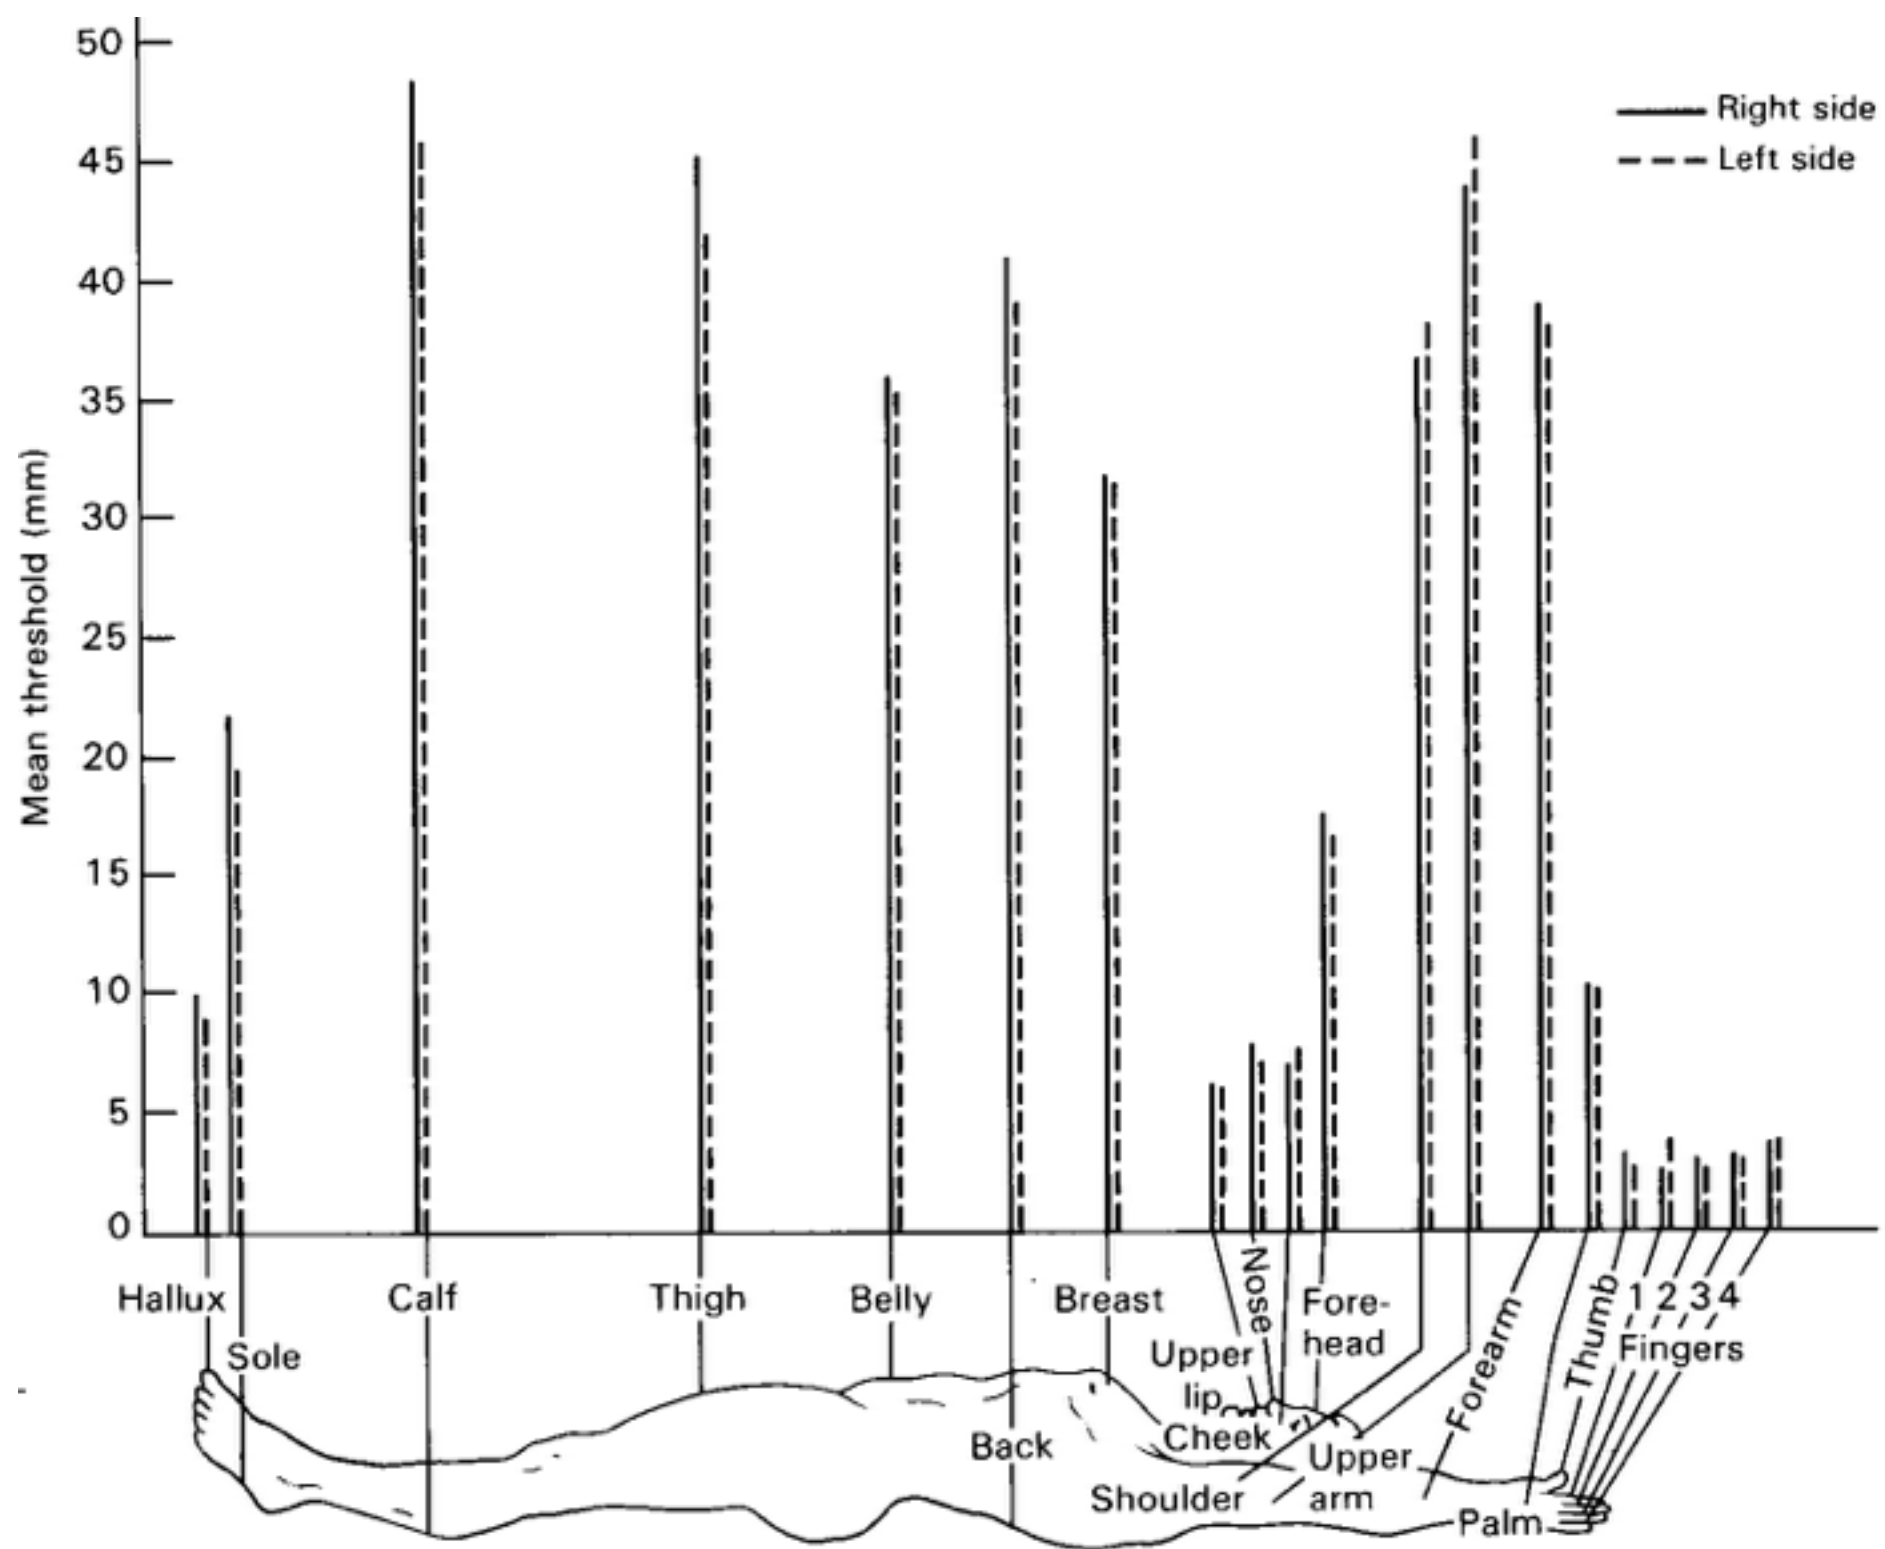 50
45
40
35
30
25
20
15
10
5
0
Mean threshold (mm)
Right side
Left side
Hallux
Sole
Calf
Thigh
Belly
Back
Breast
Upper
lip
Nose
Cheek
Fore-
head
Shoulder
Upper
arm
Forearm
Palm
Thumb
1 2 3 4
Fingers